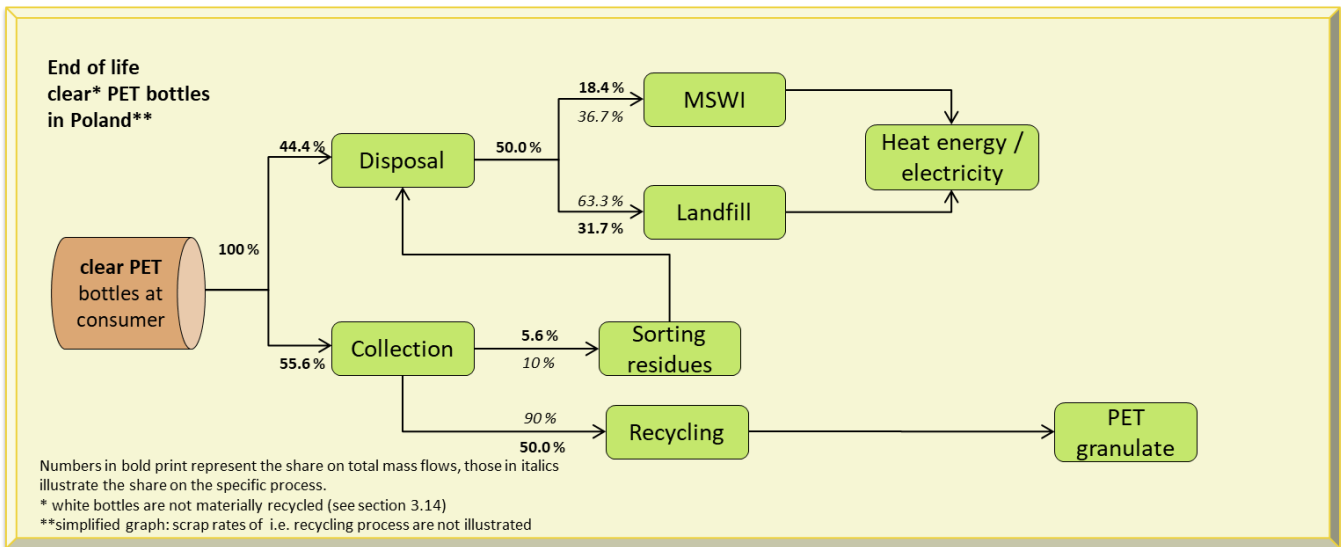 End of life
clear* PET bottles
in Poland**
18.4 %
MSWI
36.7 %
Heat energy /
electricity
44.4 %
Disposal
50.0 %
63.3 %
Landfill
31.7 %
100 %
clear PET
bottles at
consumer
Collection
55.6 %
5.6 %
10 %
Sorting
residues
90 %
50.0 %
Recycling
PET
granulate
Numbers in bold print represent the share on total mass flows, those in italics
illustrate the share on the specific process.
* white bottles are not materially recycled (see section 3.14)
**simplified graph: scrap rates of i.e. recycling process are not illustrated